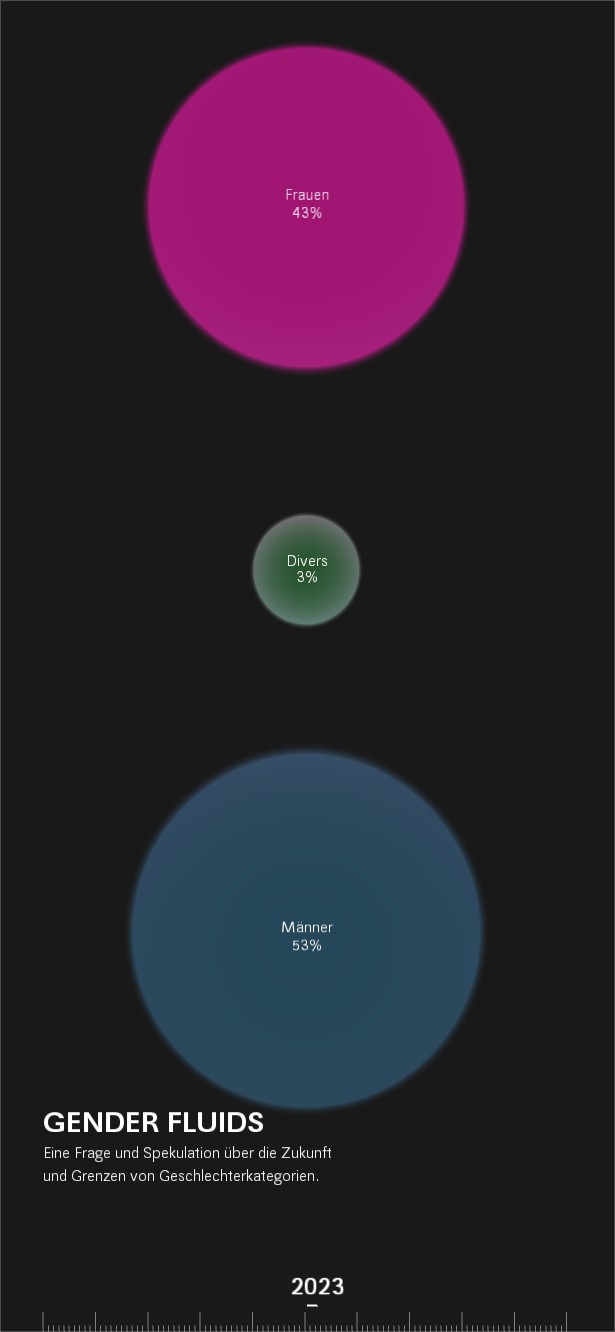 Frauen
43%
Divers
3%
Männer
53%
GENDER FLUIDS
Eine Frage und Spekulation über die Zukunft
und Grenzen von Geschlechterkategorien.
2023